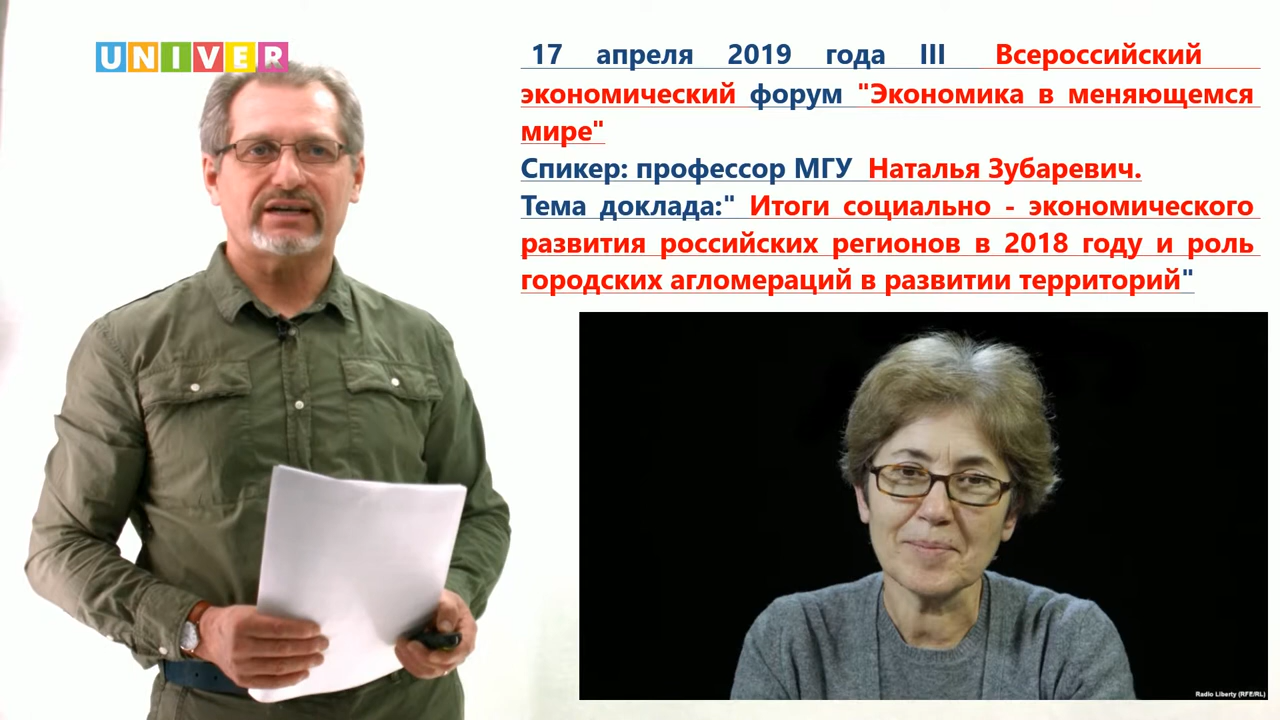 UNIVER
17 апреля 2019 года III Всероссийский
экономический форум "Экономика в меняющемся
мире"
Спикер: профессор МГУ Наталья Зубаревич.
Тема доклада:" Итоги социально - экономического
развития российских регионов в 2018 году и роль
городских агломераций в развитии территорий"
Radio Liberty (RFE/RL)